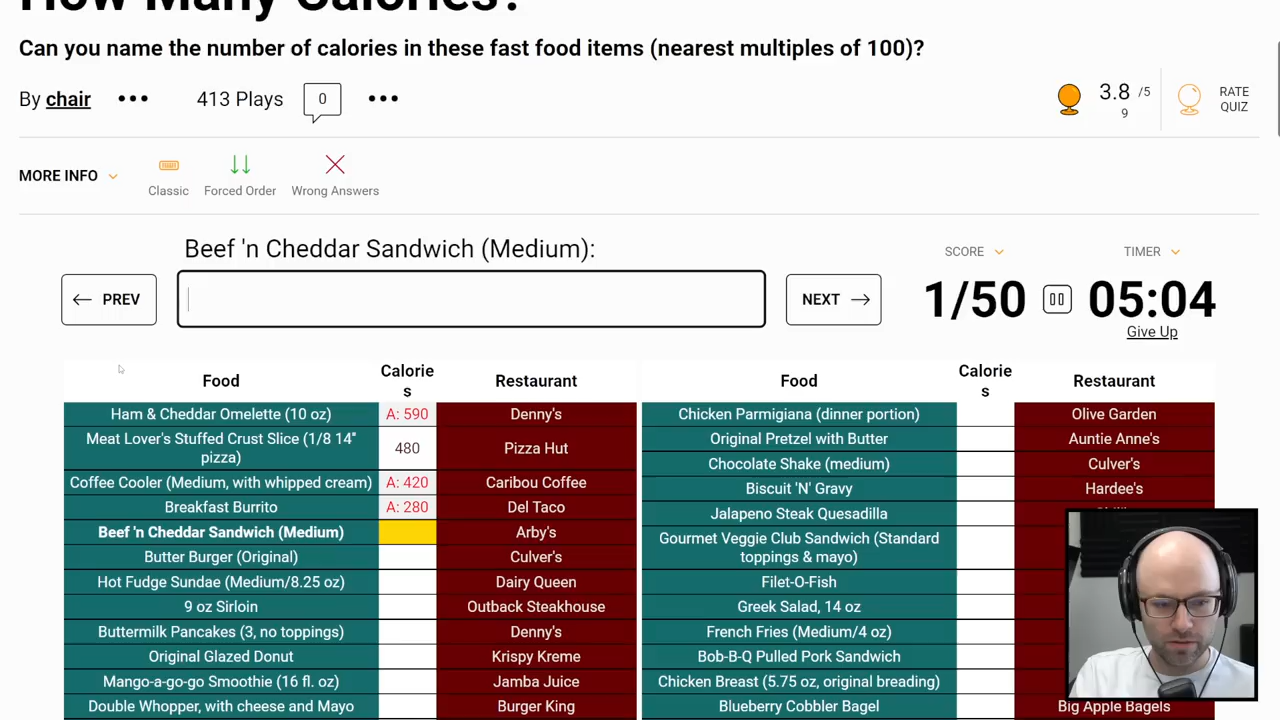 How Many Calories?
Can you name the number of calories in these fast food items (nearest multiples of 100)?
By chair ••• 413 Plays 0 •••
3.8 /5
9
RATE
QUIZ
MORE INFO
Classic
Forced Order
Wrong Answers
Beef 'n Cheddar Sandwich (Medium):
SCORE
TIMER
← PREV
NEXT →
1/50
05:04
Give Up
Food Calories Restaurant
Ham & Cheddar Omelette (10 oz) A: 590 Denny's
Meat Lover's Stuffed Crust Slice (1/8 14" pizza) 480 Pizza Hut
Coffee Cooler (Medium, with whipped cream) A: 420 Caribou Coffee
Breakfast Burrito A: 280 Del Taco
Beef 'n Cheddar Sandwich (Medium) Arby's
Butter Burger (Original) Culver's
Hot Fudge Sundae (Medium/8.25 oz) Dairy Queen
9 oz Sirloin Outback Steakhouse
Buttermilk Pancakes (3, no toppings) Denny's
Original Glazed Donut Krispy Kreme
Mango-a-go-go Smoothie (16 fl. oz) Jamba Juice
Double Whopper, with cheese and Mayo Burger King
Food Calories Restaurant
Chicken Parmigiana (dinner portion) Olive Garden
Original Pretzel with Butter Auntie Anne's
Chocolate Shake (medium) Culver's
Biscuit 'N' Gravy Hardee's
Jalapeno Steak Quesadilla
Gourmet Veggie Club Sandwich (Standard toppings & mayo)
Filet-O-Fish
Greek Salad, 14 oz
French Fries (Medium/4 oz)
Bob-B-Q Pulled Pork Sandwich
Chicken Breast (5.75 oz, original breading)
Blueberry Cobbler Bagel Big Apple Bagels